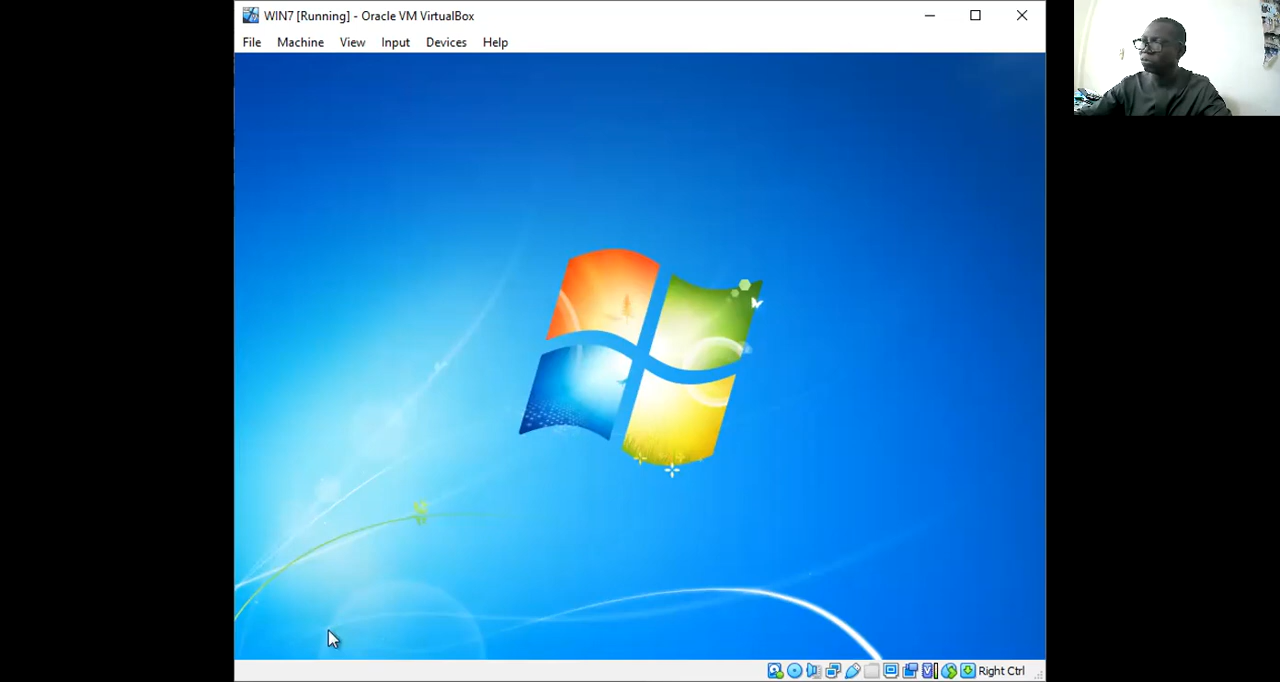 WIN7 [Running] - Oracle VM VirtualBox
File Machine View Input Devices Help
Right Ctrl